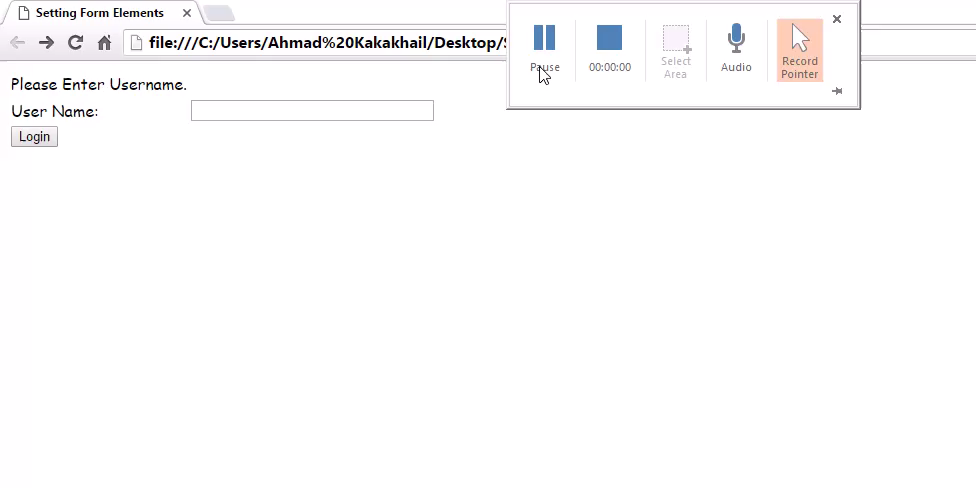 Setting Form Elements
file:///C:/Users/Ahmad%20Kakakhail/Desktop/S
Pause
00:00:00
Select
Area
Audio
Record
Pointer
Please Enter Username.
User Name:
Login